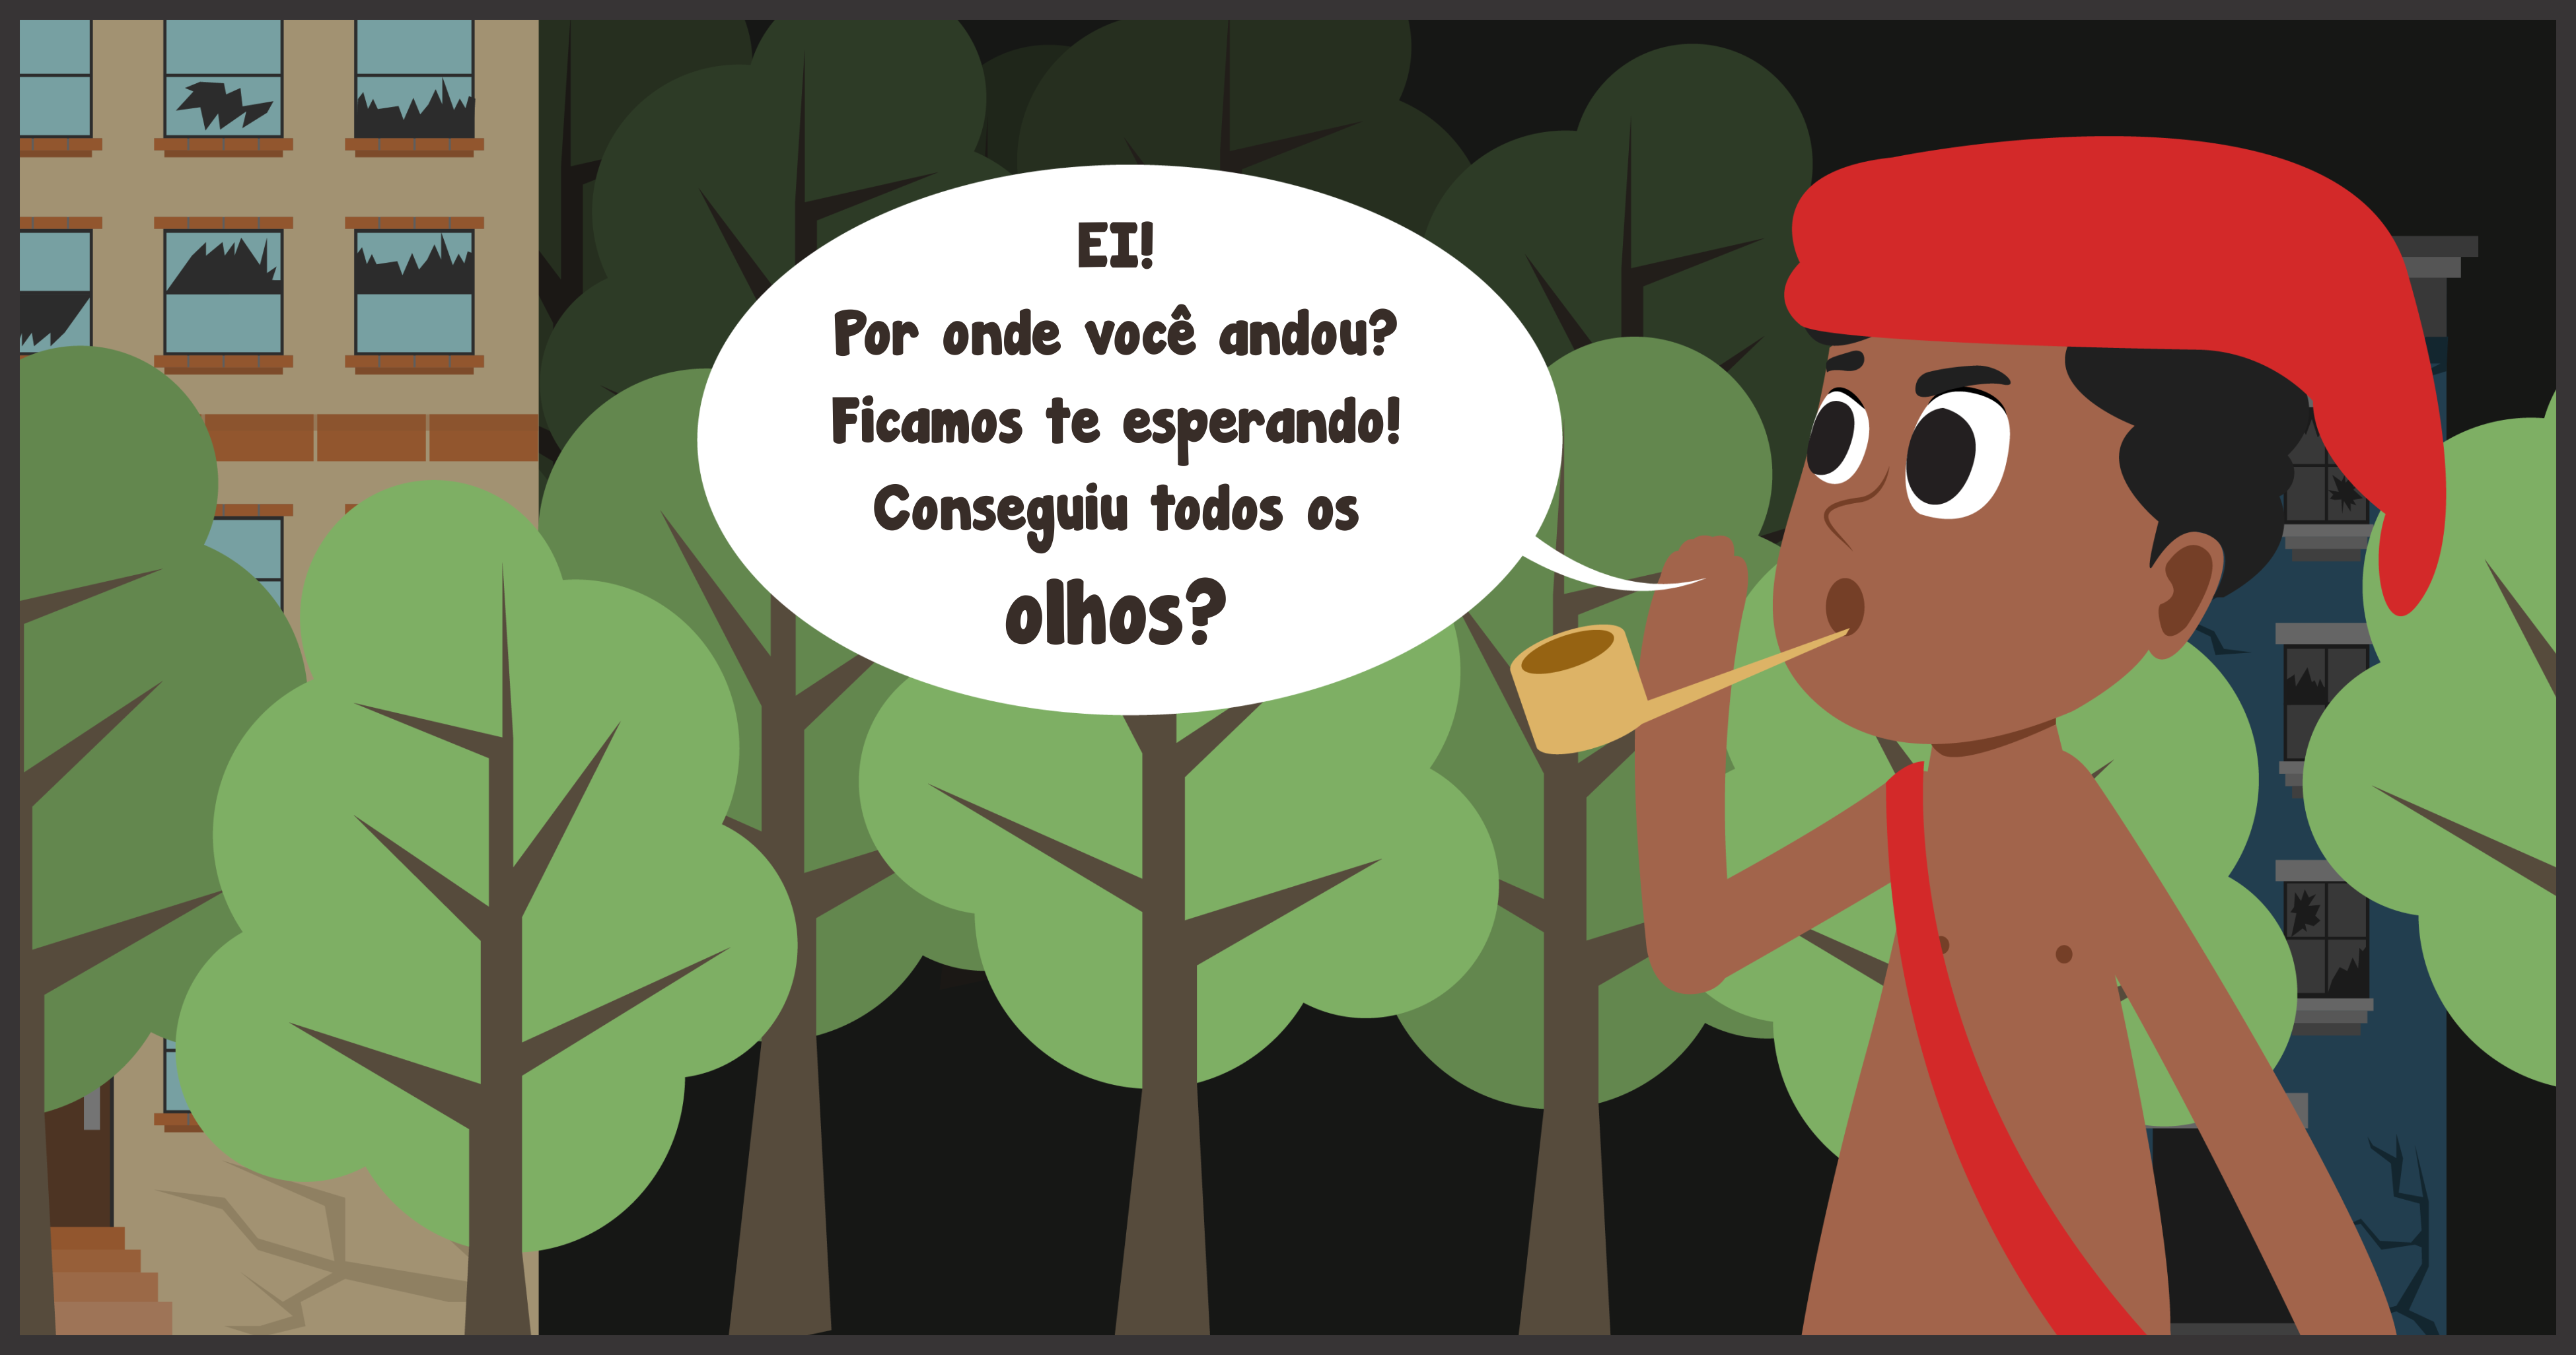 EI!
Por onde você andou?
Ficamos te esperando!
Conseguiu todos os
olhos?